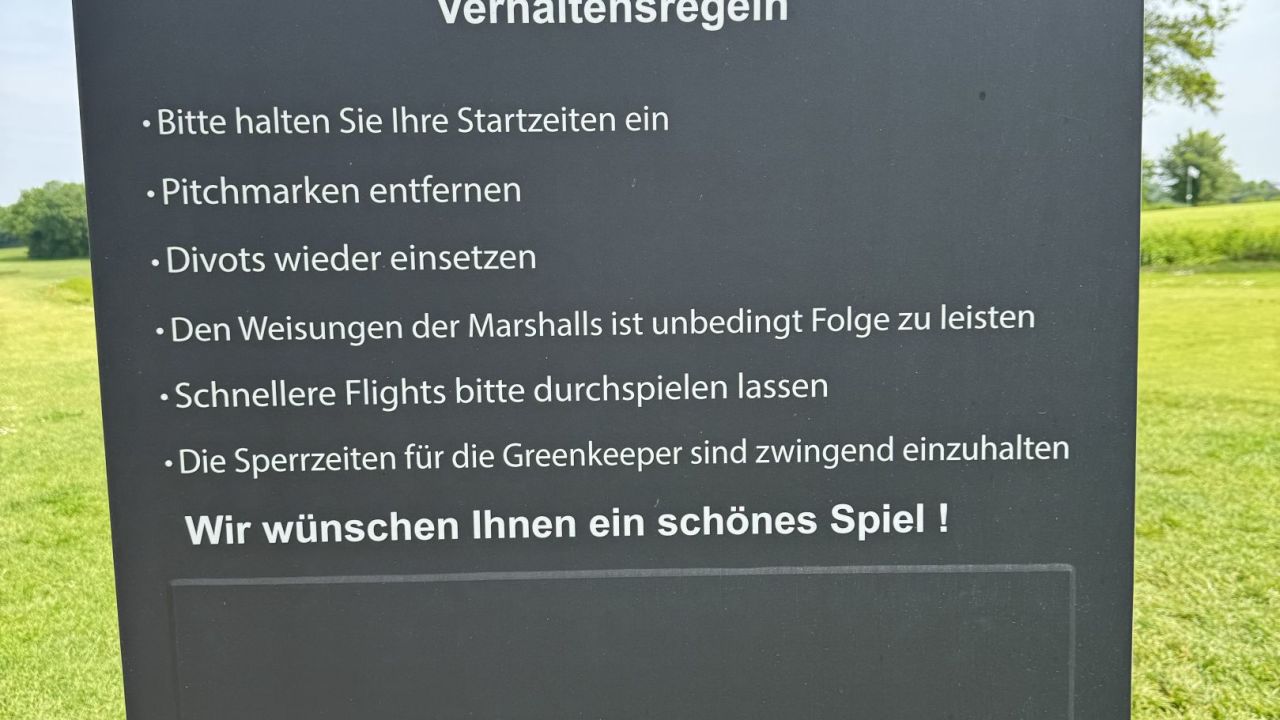 Verhaltensregeln
• Bitte halten Sie Ihre Startzeiten ein
• Pitchmarken entfernen
• Divots wieder einsetzen
• Den Weisungen der Marshalls ist unbedingt Folge zu leisten
• Schnellere Flights bitte durchspielen lassen
• Die Sperrzeiten für die Greenkeeper sind zwingend einzuhalten
Wir wünschen Ihnen ein schönes Spiel !